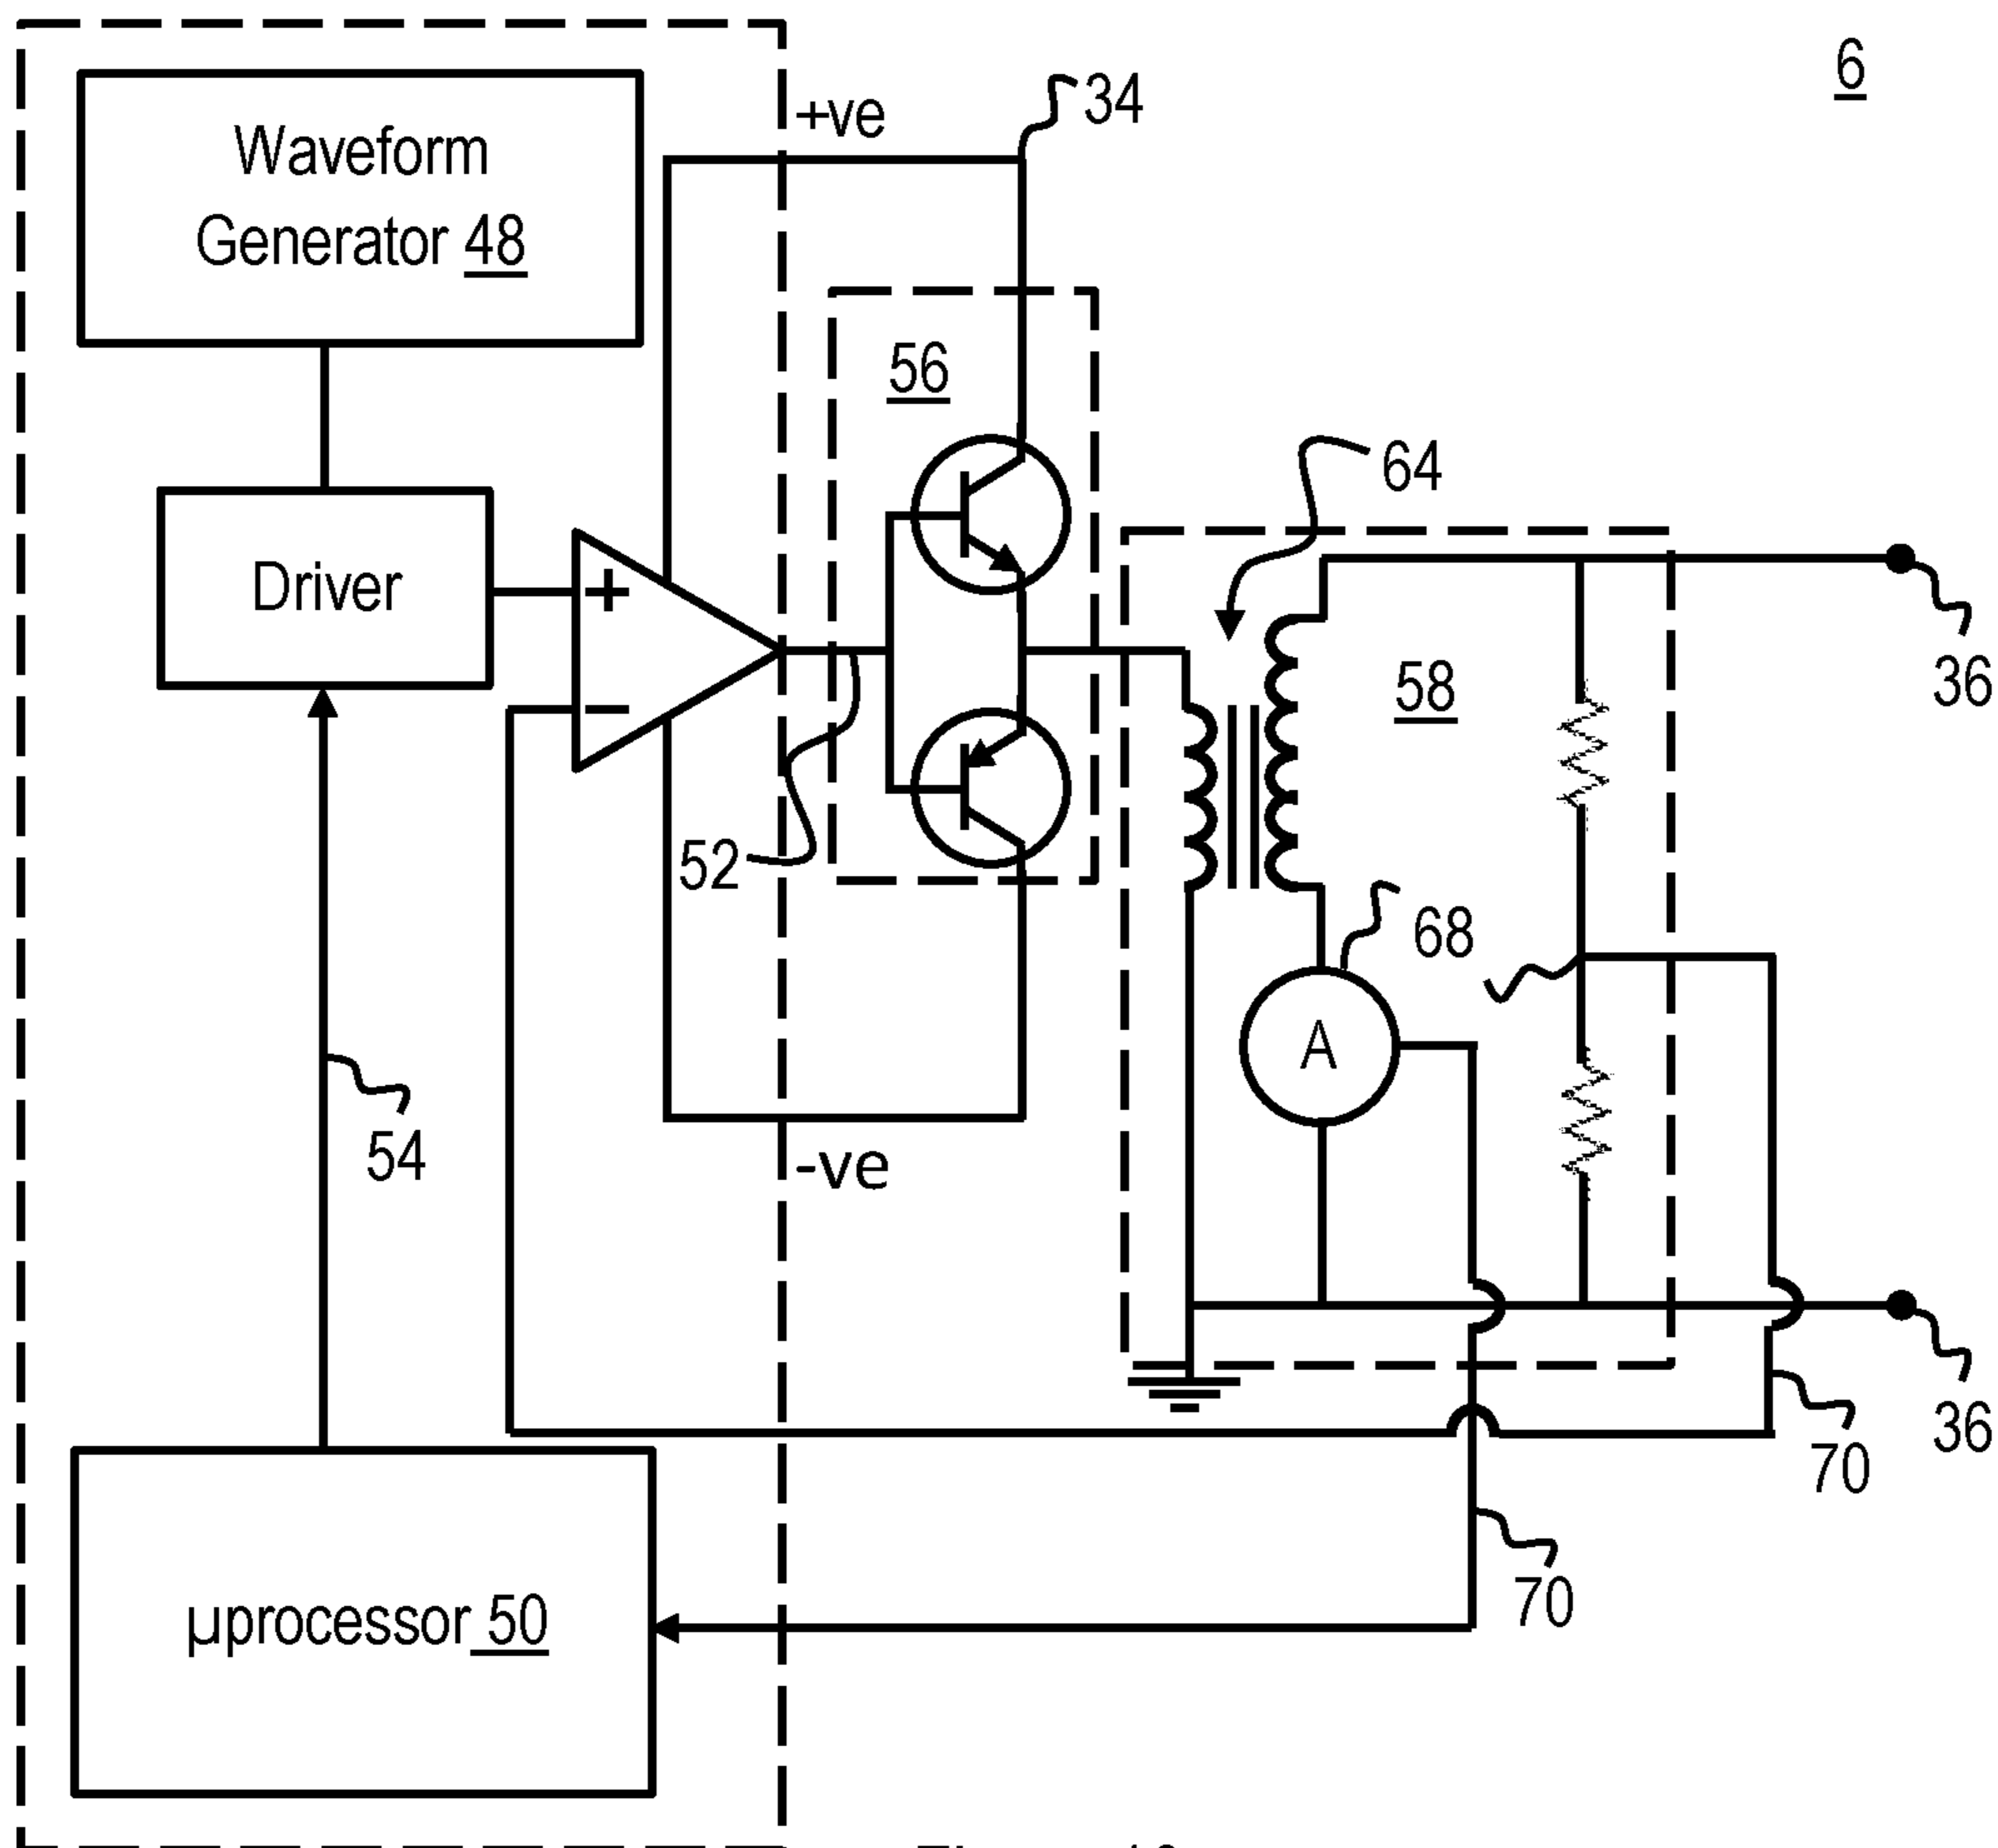 6
+ve
34
Waveform
Generator 48
56
64
Driver
+
−
58
36
52
68
A
54
-ve
36
70
70
µprocessor 50